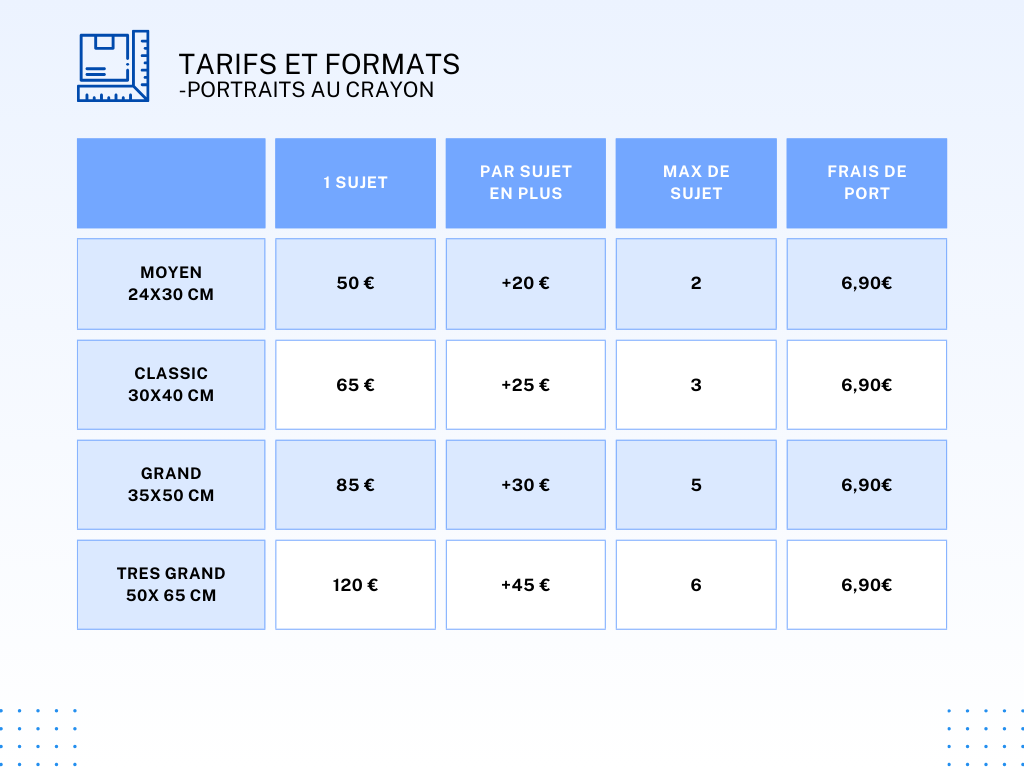 TARIFS ET FORMATS
-PORTRAITS AU CRAYON
1 SUJET
PAR SUJET
EN PLUS
MAX DE
SUJET
FRAIS DE
PORT
MOYEN
24X30 CM
50 €
+20 €
2
6,90€
CLASSIC
30X40 CM
65 €
+25 €
3
6,90€
GRAND
35X50 CM
85 €
+30 €
5
6,90€
TRES GRAND
50X 65 CM
120 €
+45 €
6
6,90€